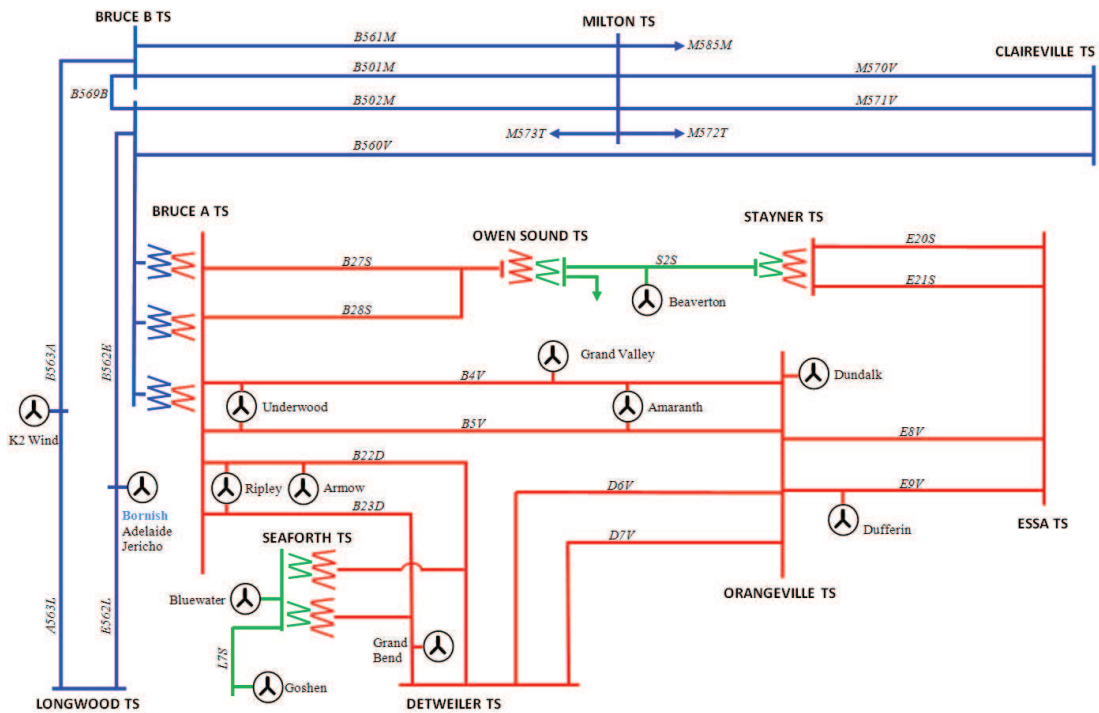 BRUCE B TS
MILTON TS
CLAIREVILLE TS
B561M
M585M
B501M
M570V
B569B
B502M
M571V
M573T
M572T
B560V
BRUCE A TS
OWEN SOUND TS
STAYNER TS
B27S
S2S
E20S
E21S
Beaverton
B28S
B563A
B562E
Grand Valley
B4V
Dundalk
Underwood
Amaranth
B5V
K2 Wind
E8V
B22D
Ripley
Armow
D6V
E9V
Bornish
Adelaide
Jericho
B23D
Dufferin
ESSA TS
SEAFORTH TS
D7V
ORANGEVILLE TS
Bluewater
A563L
E562L
L7S
Grand
Bend
Goshen
LONGWOOD TS
DETWEILER TS